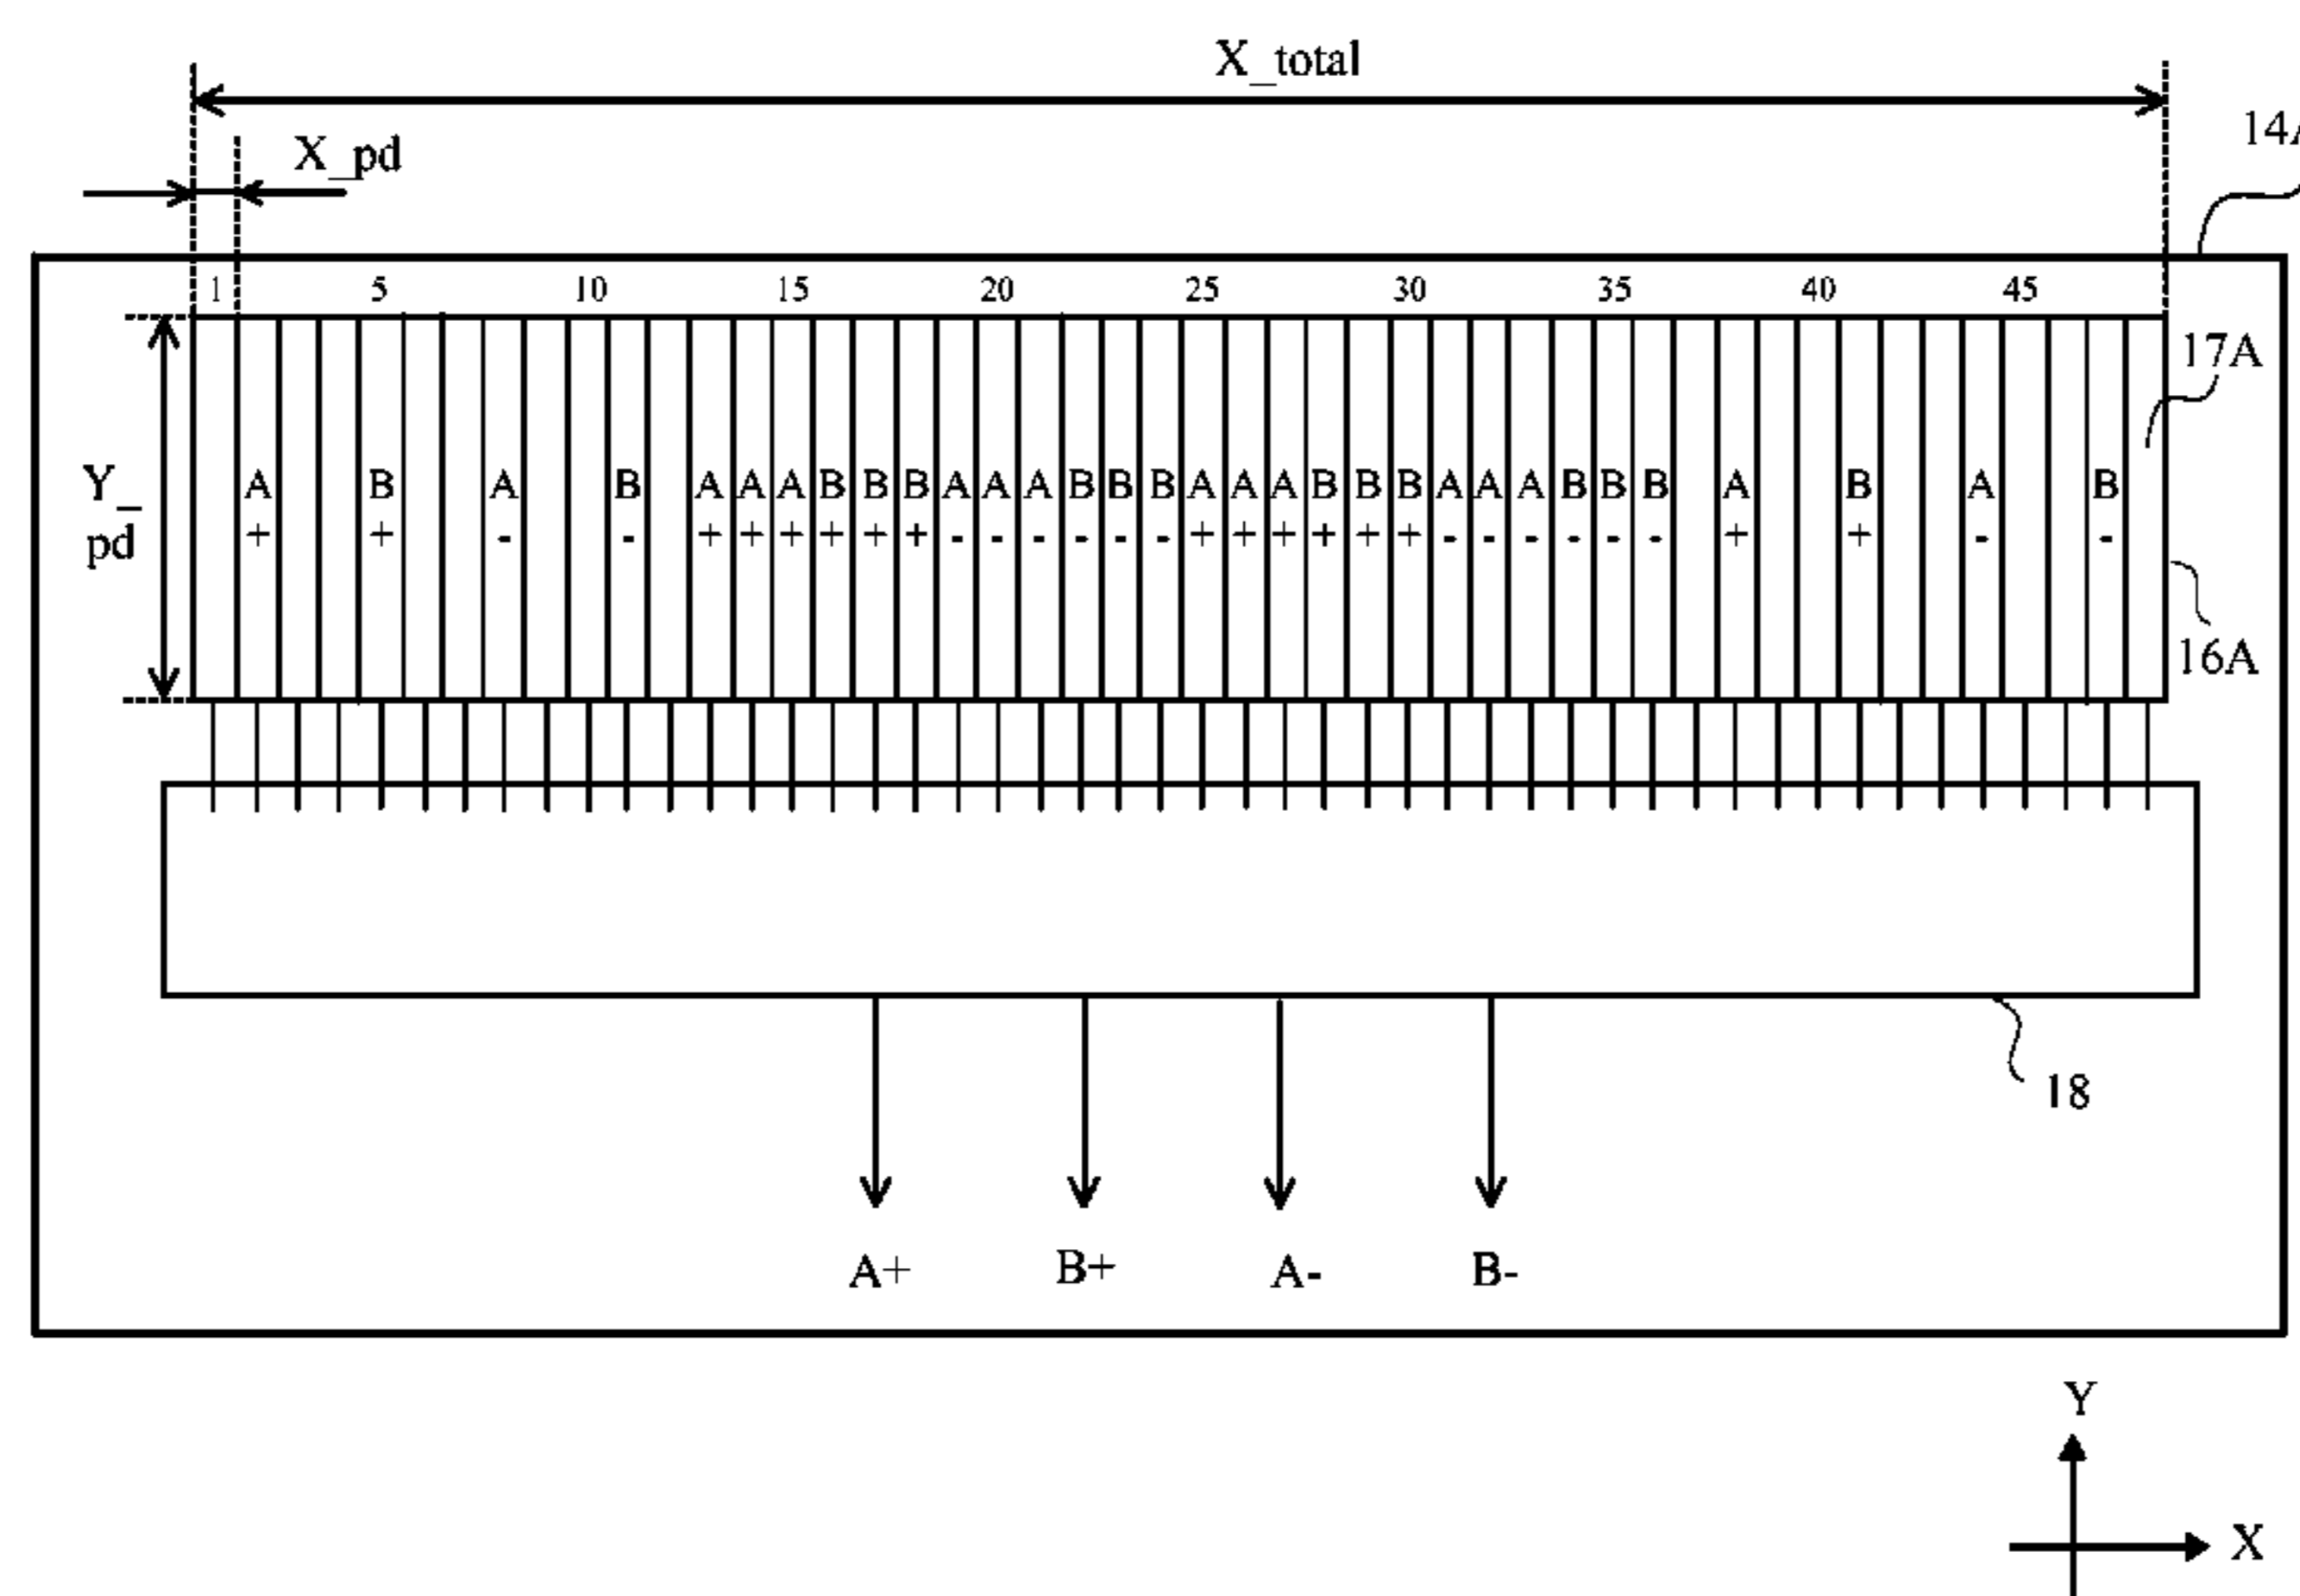 X_total
14A
X_pd
1 5 10 15 20 25 30 35 40 45
17A
Y_
pd
A B A B A A A B B B A A A B B B A A A B B B A A A B B B A B A B
+ + - - + + + + + + - - - - - - + + + + + + - - - - - - + + - -
16A
18
A+ B+ A- B-
Y
X